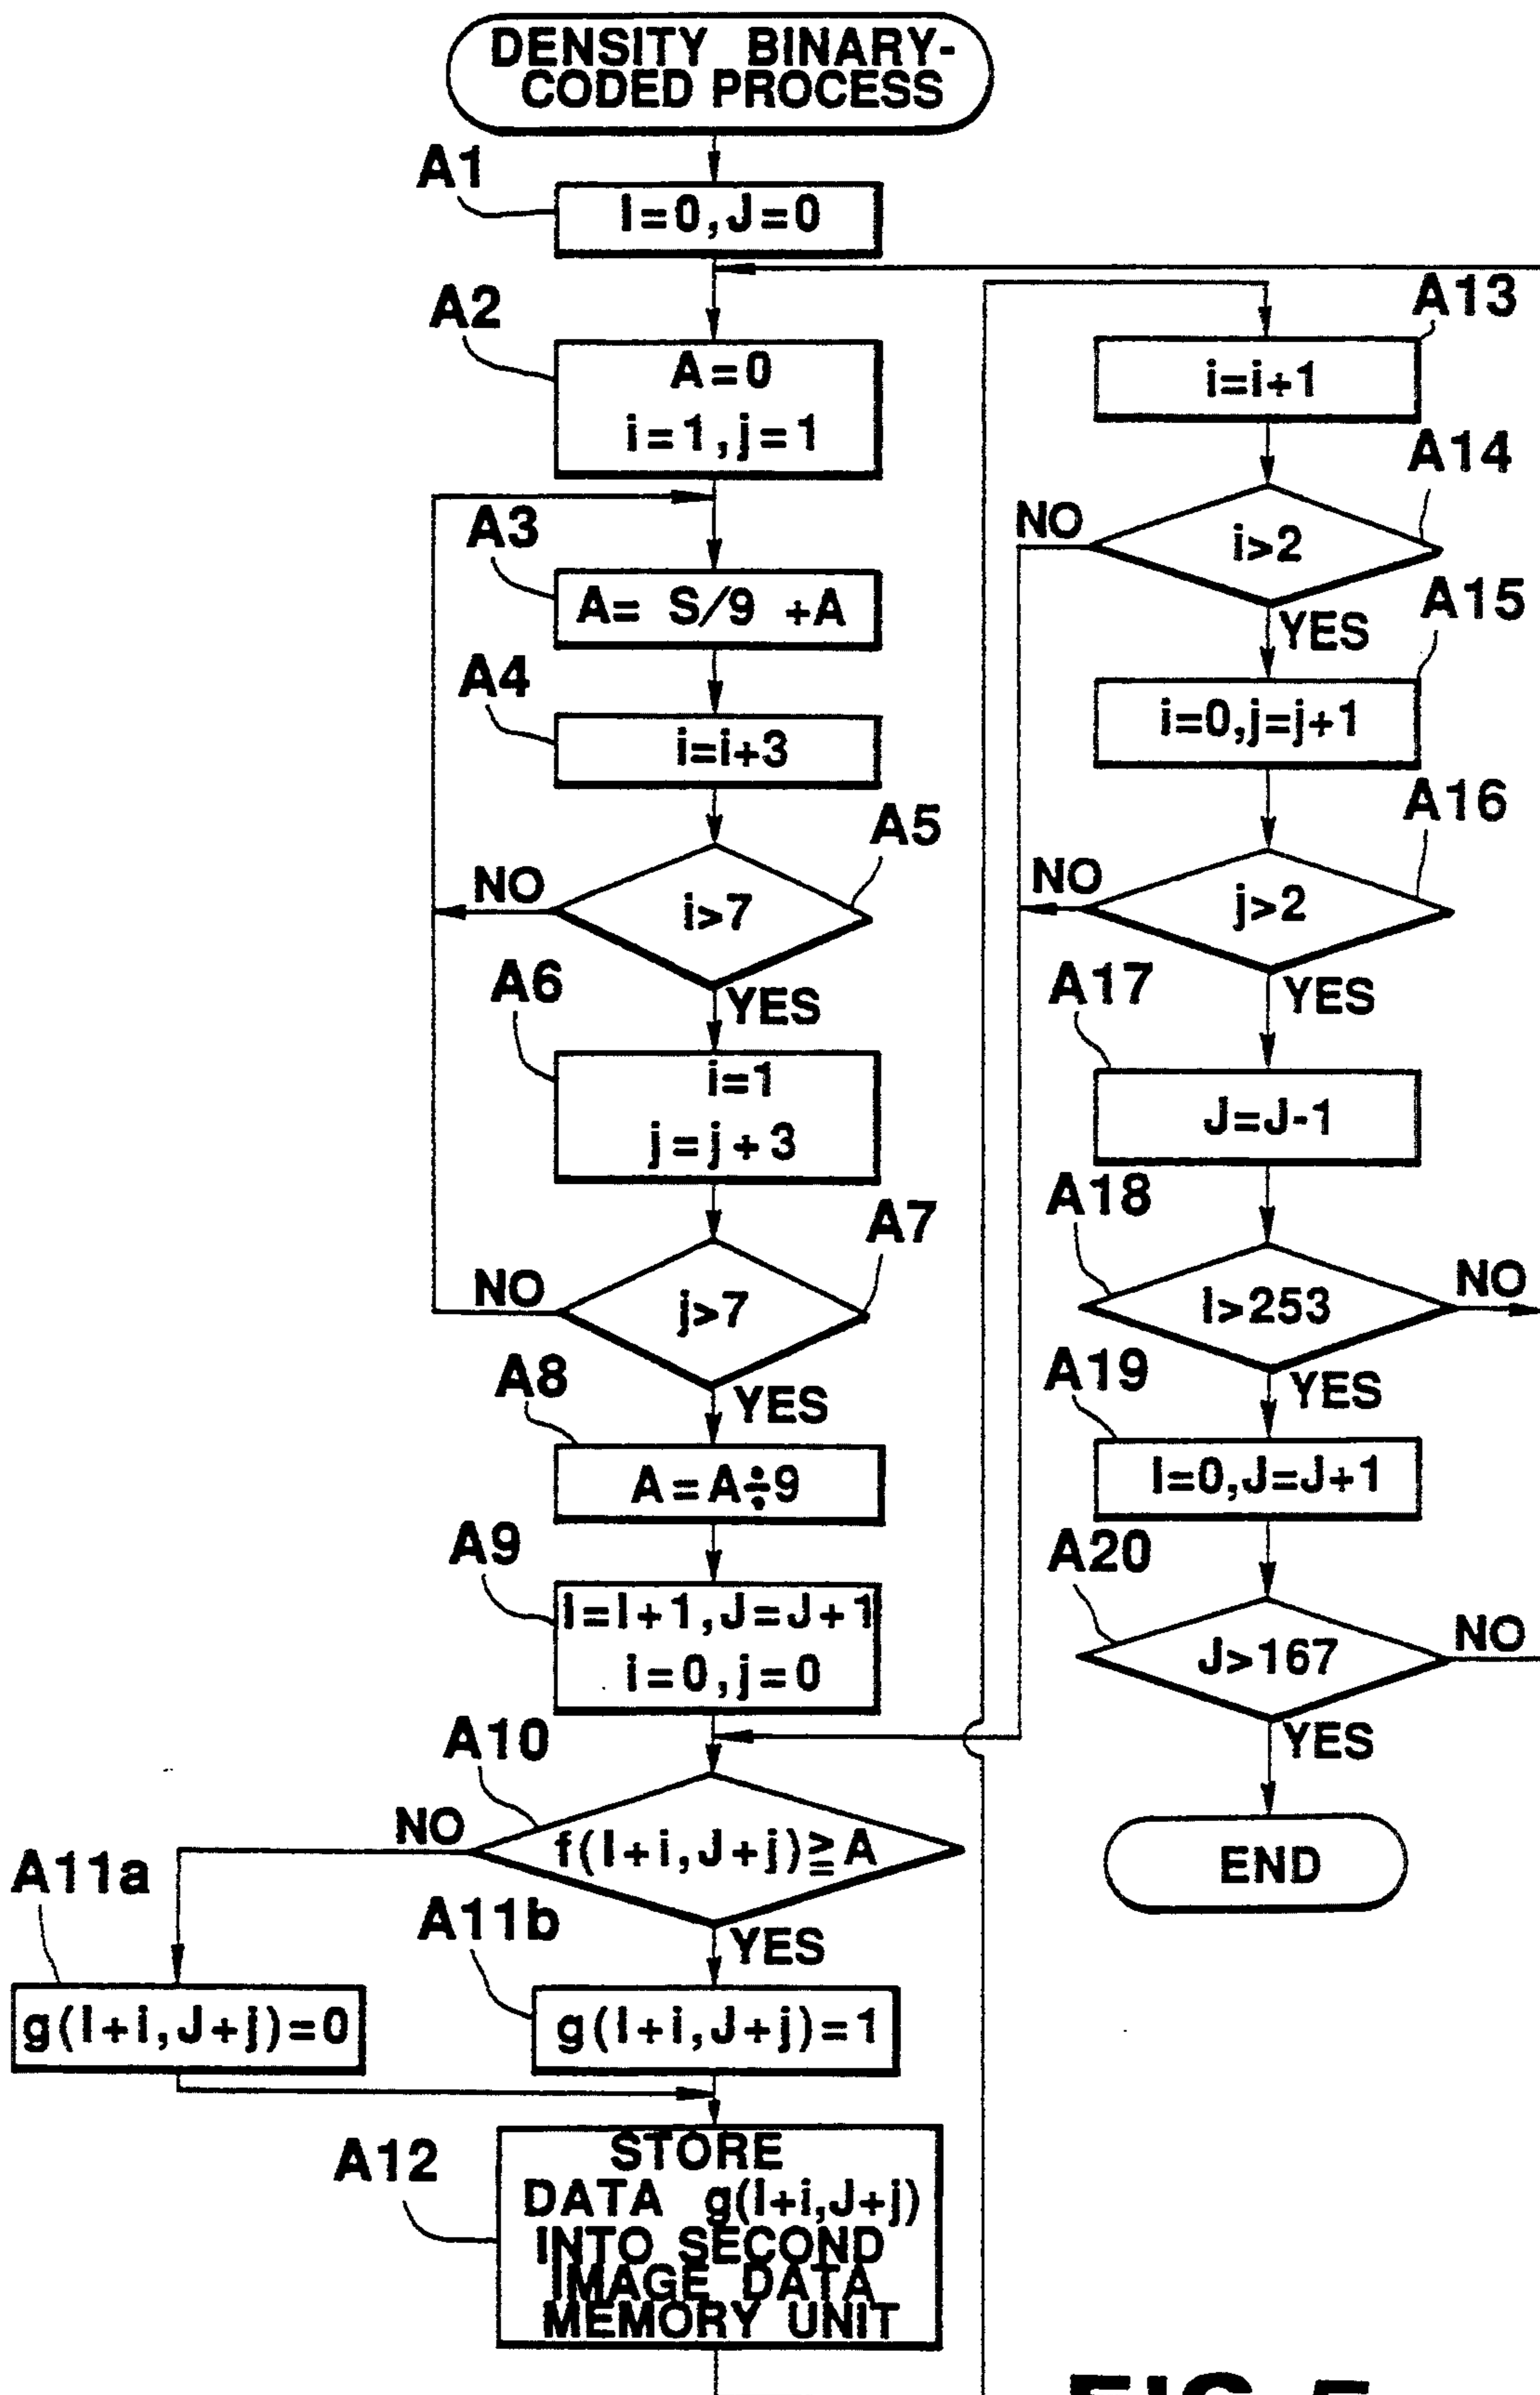 DENSITY BINARY-
CODED PROCESS
A1
I=0,J=0
A2
A=0
i=1,j=1
A3
A= S/9 +A
A4
i=i+3
A5
i>7
NO
YES
A6
i=1
j=j+3
A7
j>7
NO
YES
A8
A=A÷9
A9
I=I+1,J=J+1
i=0,j=0
A10
f(I+i,J+j)≧A
NO
YES
A11a
g(I+i,J+j)=0
A11b
g(I+i,J+j)=1
A12
STORE
DATA g(I+i,J+j)
INTO SECOND
IMAGE DATA
MEMORY UNIT
A13
i=i+1
A14
i>2
NO
YES
A15
i=0,j=j+1
A16
j>2
NO
YES
A17
J=J-1
A18
I>253
NO
YES
A19
I=0,J=J+1
A20
J>167
NO
YES
END